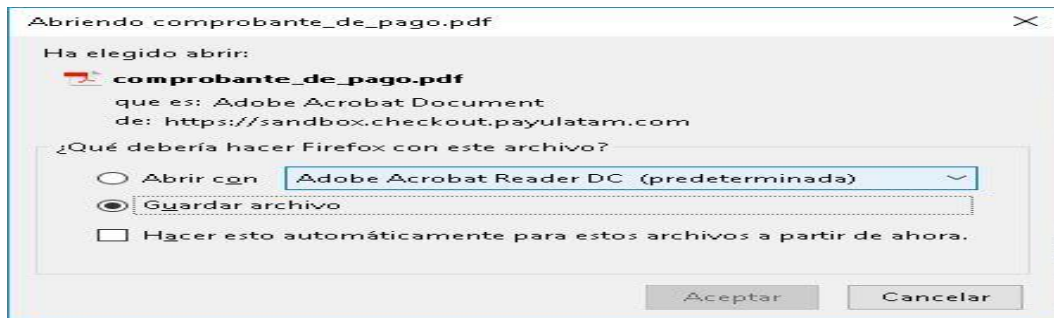 Abriendo comprobante_de_pago.pdf
Ha elegido abrir:
comprobante_de_pago.pdf
que es: Adobe Acrobat Document
de: https://sandbox.checkout.payulatam.com
¿Qué debería hacer Firefox con este archivo?
Abrir con Adobe Acrobat Reader DC (predeterminada)
Guardar archivo
Hacer esto automáticamente para estos archivos a partir de ahora.
Aceptar Cancelar